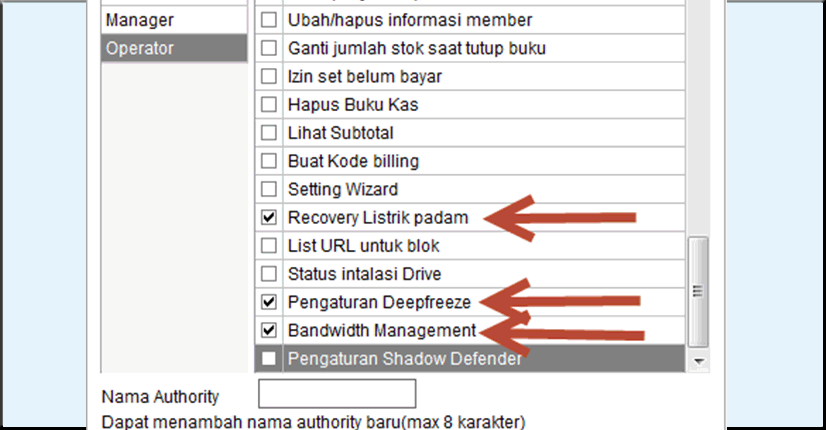 Manager
Operator
Ubah/hapus informasi member
Ganti jumlah stok saat tutup buku
Izin set belum bayar
Hapus Buku Kas
Lihat Subtotal
Buat Kode billing
Setting Wizard
Recovery Listrik padam
List URL untuk blok
Status intalasi Drive
Pengaturan Deepfreeze
Bandwidth Management
Pengaturan Shadow Defender
Nama Authority
Dapat menambah nama authority baru(max 8 karakter)